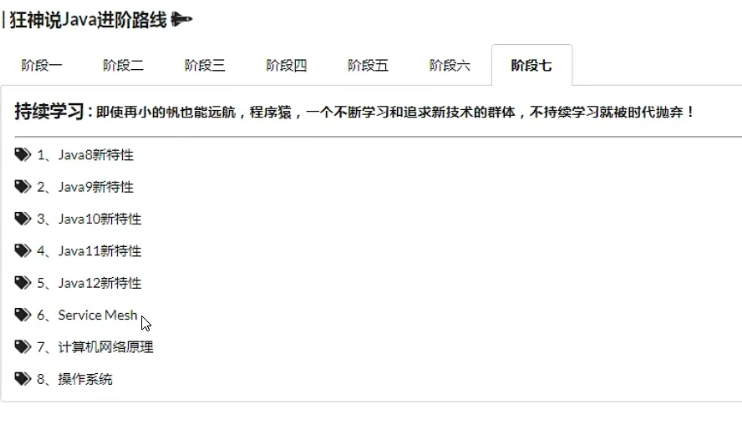 | 狂神说Java进阶路线
阶段一 阶段二 阶段三 阶段四 阶段五 阶段六 阶段七
持续学习：即使再小的帆也能远航，程序猿，一个不断学习和追求新技术的群体，不持续学习就被时代抛弃！
1、Java8新特性
2、Java9新特性
3、Java10新特性
4、Java11新特性
5、Java12新特性
6、Service Mesh
7、计算机网络原理
8、操作系统